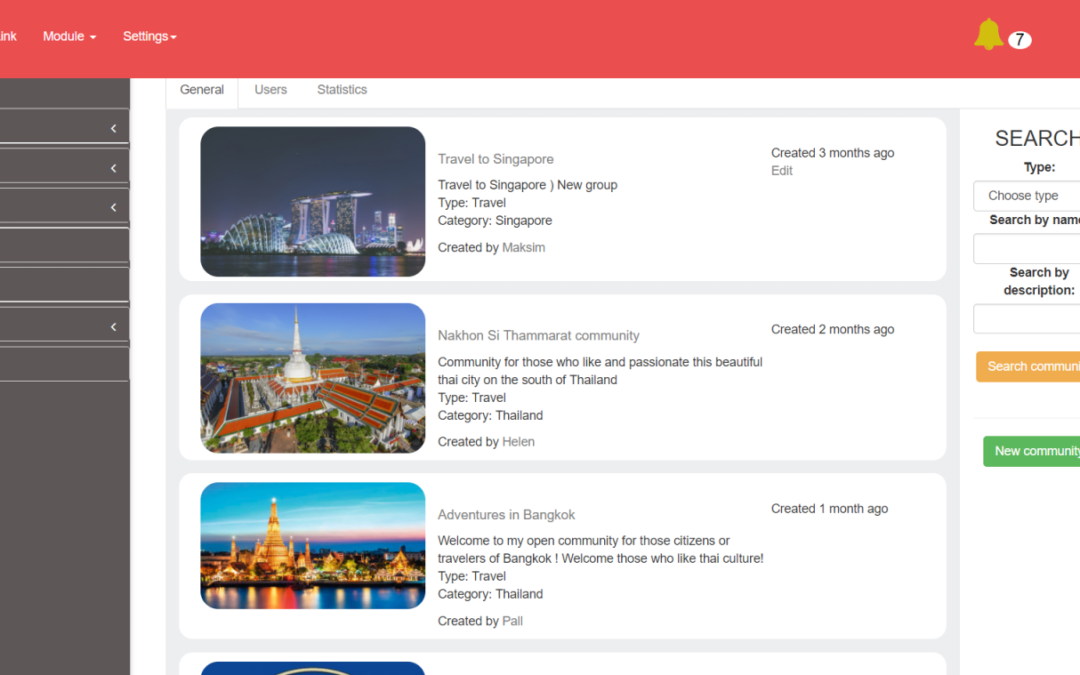 Module
Settings
7
General
Users
Statistics
Travel to Singapore
Travel to Singapore ) New group
Type: Travel
Category: Singapore
Created by Maksim
Created 3 months ago
Edit
Nakhon Si Thammarat community
Community for those who like and passionate this beautiful
thai city on the south of Thailand
Type: Travel
Category: Thailand
Created by Helen
Created 2 months ago
Adventures in Bangkok
Welcome to my open community for those citizens or
travelers of Bangkok ! Welcome those who like thai culture!
Type: Travel
Category: Thailand
Created by Pall
Created 1 month ago
SEARCH
Type:
Choose type
Search by name
Search by
description:
Search communi
New community